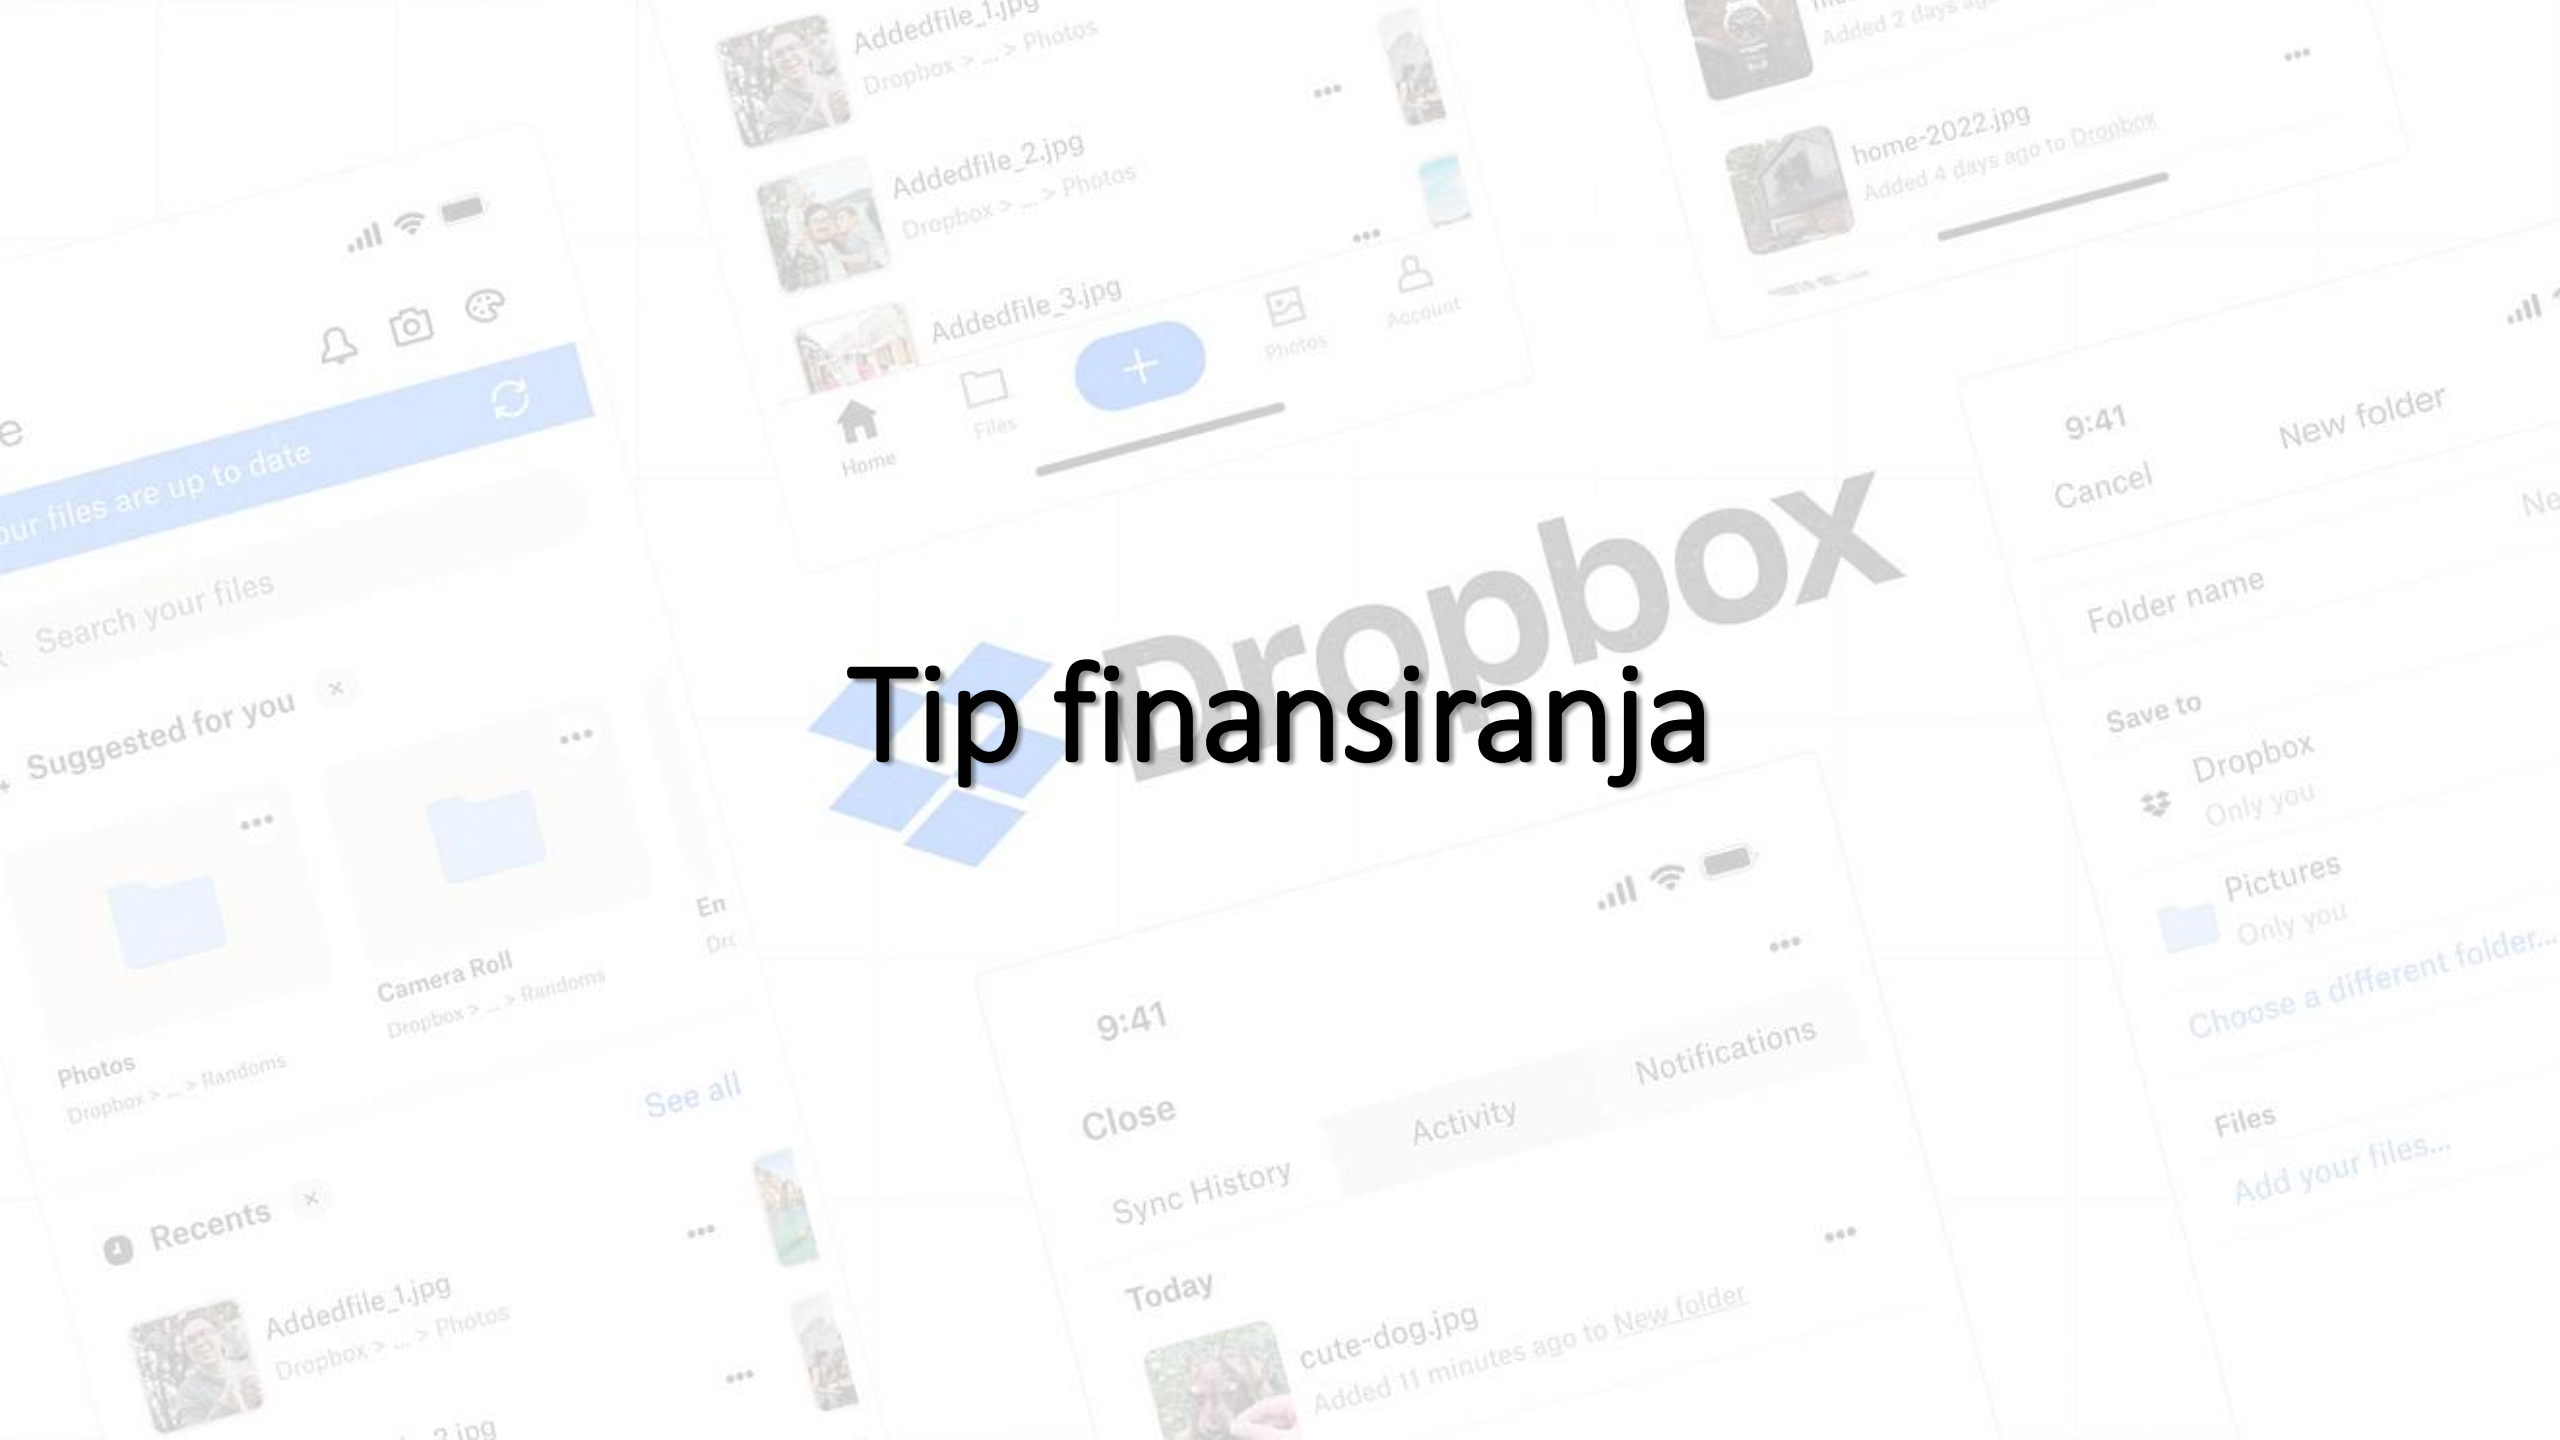 Addedfile_1.jpg
Dropbox > ... > Photos
Addedfile_2.jpg
Dropbox > ... > Photos
Addedfile_3.jpg
Home
Files
Photos
Account
Added 2 days ago
home-2022.jpg
Added 4 days ago to Dropbox
our files are up to date
Search your files
Suggested for you
Photos
Dropbox > ... > Randoms
Camera Roll
Dropbox > ... > Randoms
En
See all
Recents
Addedfile_1.jpg
Dropbox > ... > Photos
2.jpg
Dropbox
Tip finansiranja
9:41
Close
Sync History
Activity
Notifications
Today
cute-dog.jpg
Added 11 minutes ago to New folder
9:41
Cancel
New folder
Ne
Folder name
Save to
Dropbox
Only you
Pictures
Only you
Choose a different folder...
Files
Add your files...